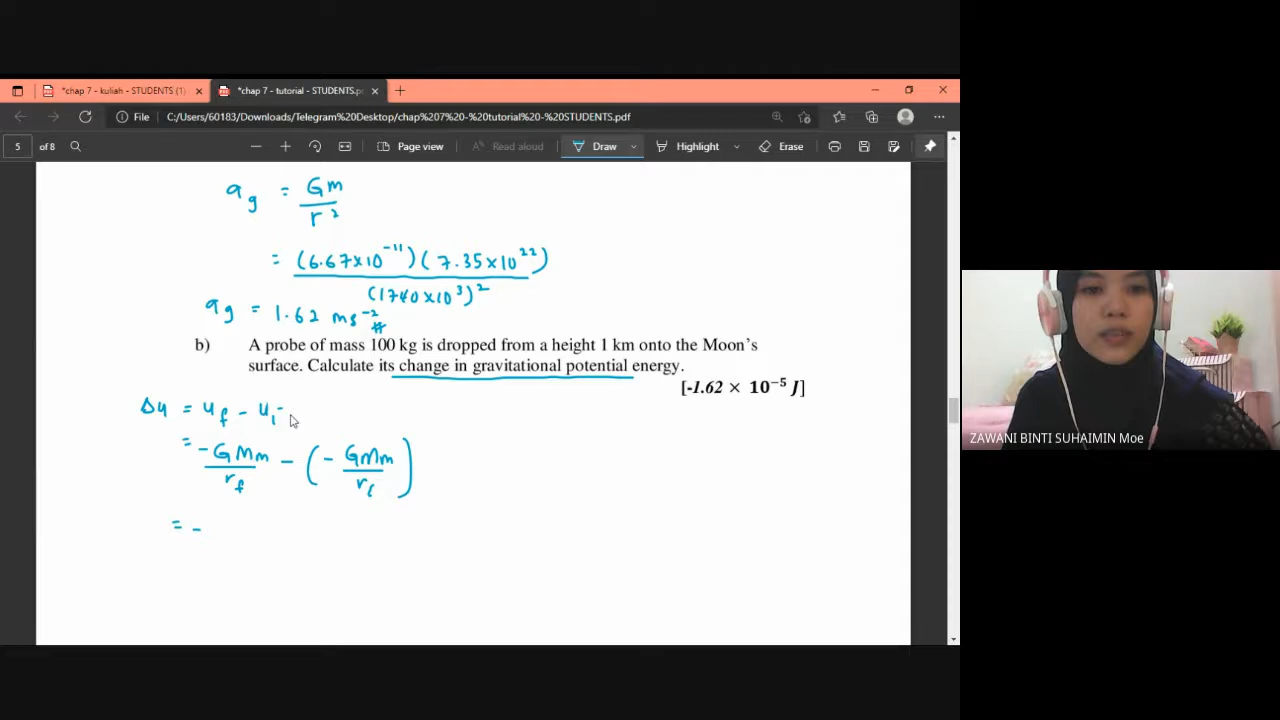 *chap 7 - kuliah - STUDENTS (1)
*chap 7 - tutorial - STUDENTS.p
File C:/Users/60183/Downloads/Telegram%20Desktop/chap%207%20-%20tutorial%20-%20STUDENTS.pdf
5 of 8 Page view Read aloud Draw Highlight Erase
a_g = GM / r²
= (6.67×10⁻¹¹)(7.35×10²²) / (1740×10³)²
a_g = 1.62 ms⁻² #
b) A probe of mass 100 kg is dropped from a height 1 km onto the Moon's
surface. Calculate its change in gravitational potential energy.
[-1.62 × 10⁻⁵ J]
ΔU = U_f - U_i
= -GMm / r_f - (- GMm / r_i)
= -
ZAWANI BINTI SUHAIMIN Moe